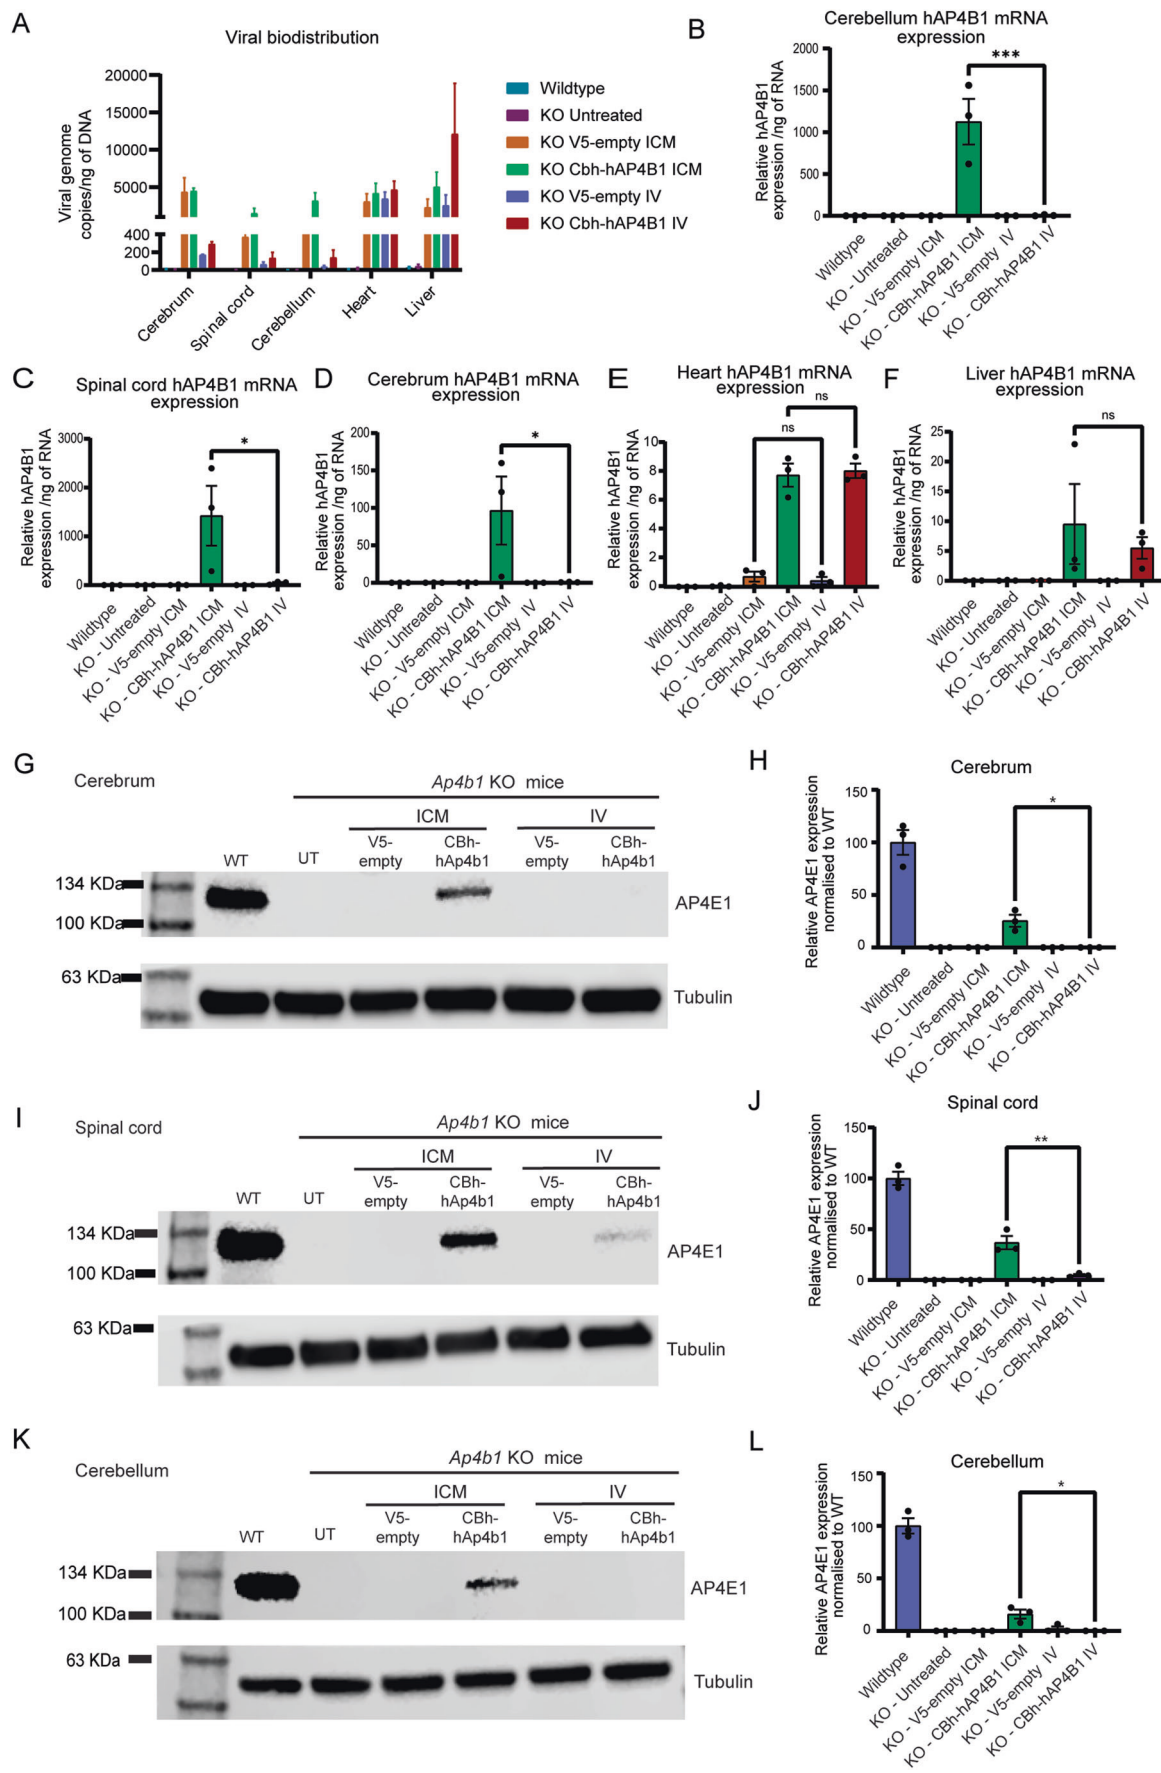 A
Viral biodistribution
Viral genome
copies/ng of DNA
20000
15000
10000
5000
400
200
0
Cerebrum
Spinal cord
Cerebellum
Heart
Liver
Wildtype
KO Untreated
KO V5-empty ICM
KO Cbh-hAP4B1 ICM
KO V5-empty IV
KO Cbh-hAP4B1 IV
B
Cerebellum hAP4B1 mRNA
expression
Relative hAP4B1
expression /ng of RNA
2000
1500
1000
500
0
***
Wildtype
KO - Untreated
KO - V5-empty ICM
KO - CBh-hAP4B1 ICM
KO - V5-empty IV
KO - CBh-hAP4B1 IV
C
Spinal cord hAP4B1 mRNA
expression
Relative hAP4B1
expression /ng of RNA
3000
2000
1000
0
*
Wildtype
KO - Untreated
KO - V5-empty ICM
KO - CBh-hAP4B1 ICM
KO - V5-empty IV
KO - CBh-hAP4B1 IV
D
Cerebrum hAP4B1 mRNA
expression
Relative hAP4B1
expression /ng of RNA
200
150
100
50
0
*
Wildtype
KO - Untreated
KO - V5-empty ICM
KO - CBh-hAP4B1 ICM
KO - V5-empty IV
KO - CBh-hAP4B1 IV
E
Heart hAP4B1 mRNA
expression
Relative hAP4B1
expression /ng of RNA
10
8
6
4
2
0
ns
ns
Wildtype
KO - Untreated
KO - V5-empty ICM
KO - CBh-hAP4B1 ICM
KO - V5-empty IV
KO - CBh-hAP4B1 IV
F
Liver hAP4B1 mRNA
expression
Relative hAP4B1
expression /ng of RNA
25
20
15
10
5
0
ns
Wildtype
KO - Untreated
KO - V5-empty ICM
KO - CBh-hAP4B1 ICM
KO - V5-empty IV
KO - CBh-hAP4B1 IV
G
Cerebrum
Ap4b1 KO mice
ICM
IV
WT
UT
V5-
empty
CBh-
hAp4b1
V5-
empty
CBh-
hAp4b1
134 KDa
100 KDa
AP4E1
63 KDa
Tubulin
H
Cerebrum
Relative AP4E1 expression
normalised to WT
150
100
50
0
*
Wildtype
KO - Untreated
KO - V5-empty ICM
KO - CBh-hAP4B1 ICM
KO - V5-empty IV
KO - CBh-hAP4B1 IV
I
Spinal cord
Ap4b1 KO mice
ICM
IV
WT
UT
V5-
empty
CBh-
hAp4b1
V5-
empty
CBh-
hAp4b1
134 KDa
100 KDa
AP4E1
63 KDa
Tubulin
J
Spinal cord
Relative AP4E1 expression
normalised to WT
150
100
50
0
**
Wildtype
KO - Untreated
KO - V5-empty ICM
KO - CBh-hAP4B1 ICM
KO - V5-empty IV
KO - CBh-hAP4B1 IV
K
Cerebellum
Ap4b1 KO mice
ICM
IV
WT
UT
V5-
empty
CBh-
hAp4b1
V5-
empty
CBh-
hAp4b1
134 KDa
100 KDa
AP4E1
63 KDa
Tubulin
L
Cerebellum
Relative AP4E1 expression
normalised to WT
150
100
50
0
*
Wildtype
KO - Untreated
KO - V5-empty ICM
KO - CBh-hAP4B1 ICM
KO - V5-empty IV
KO - CBh-hAP4B1 IV